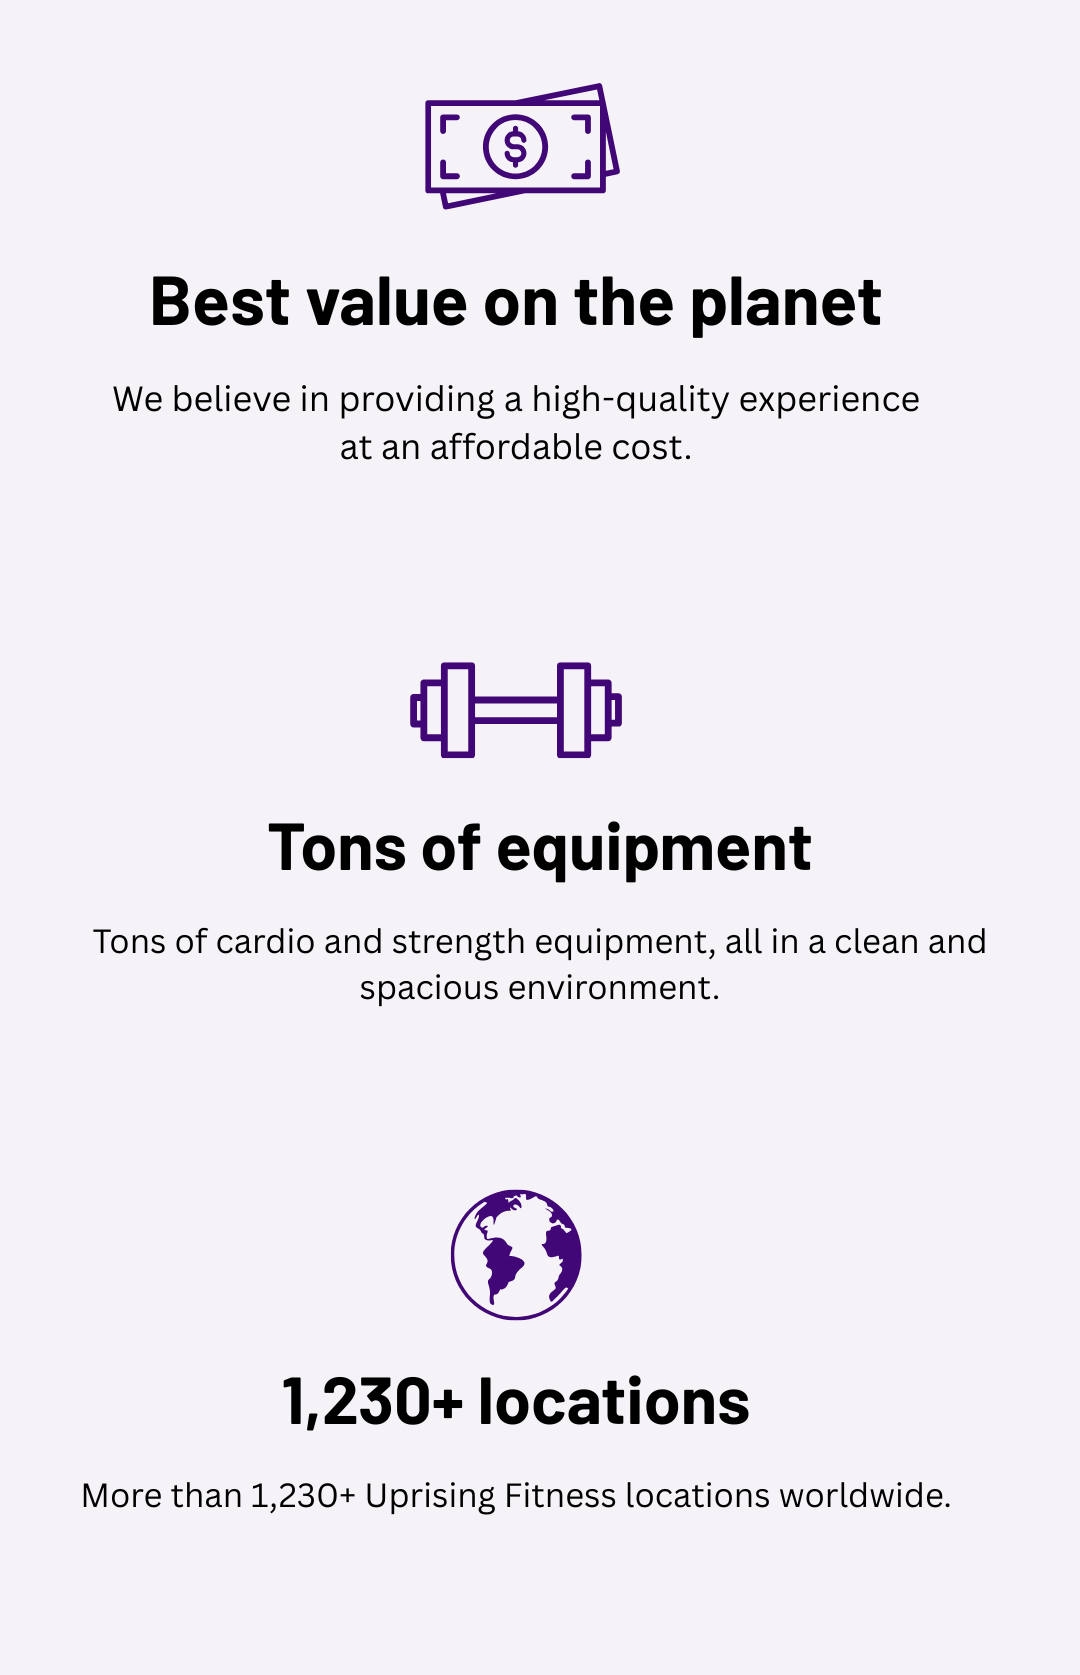 $
Best value on the planet
We believe in providing a high-quality experience
at an affordable cost.
Tons of equipment
Tons of cardio and strength equipment, all in a clean and
spacious environment.
1,230+ locations
More than 1,230+ Uprising Fitness locations worldwide.